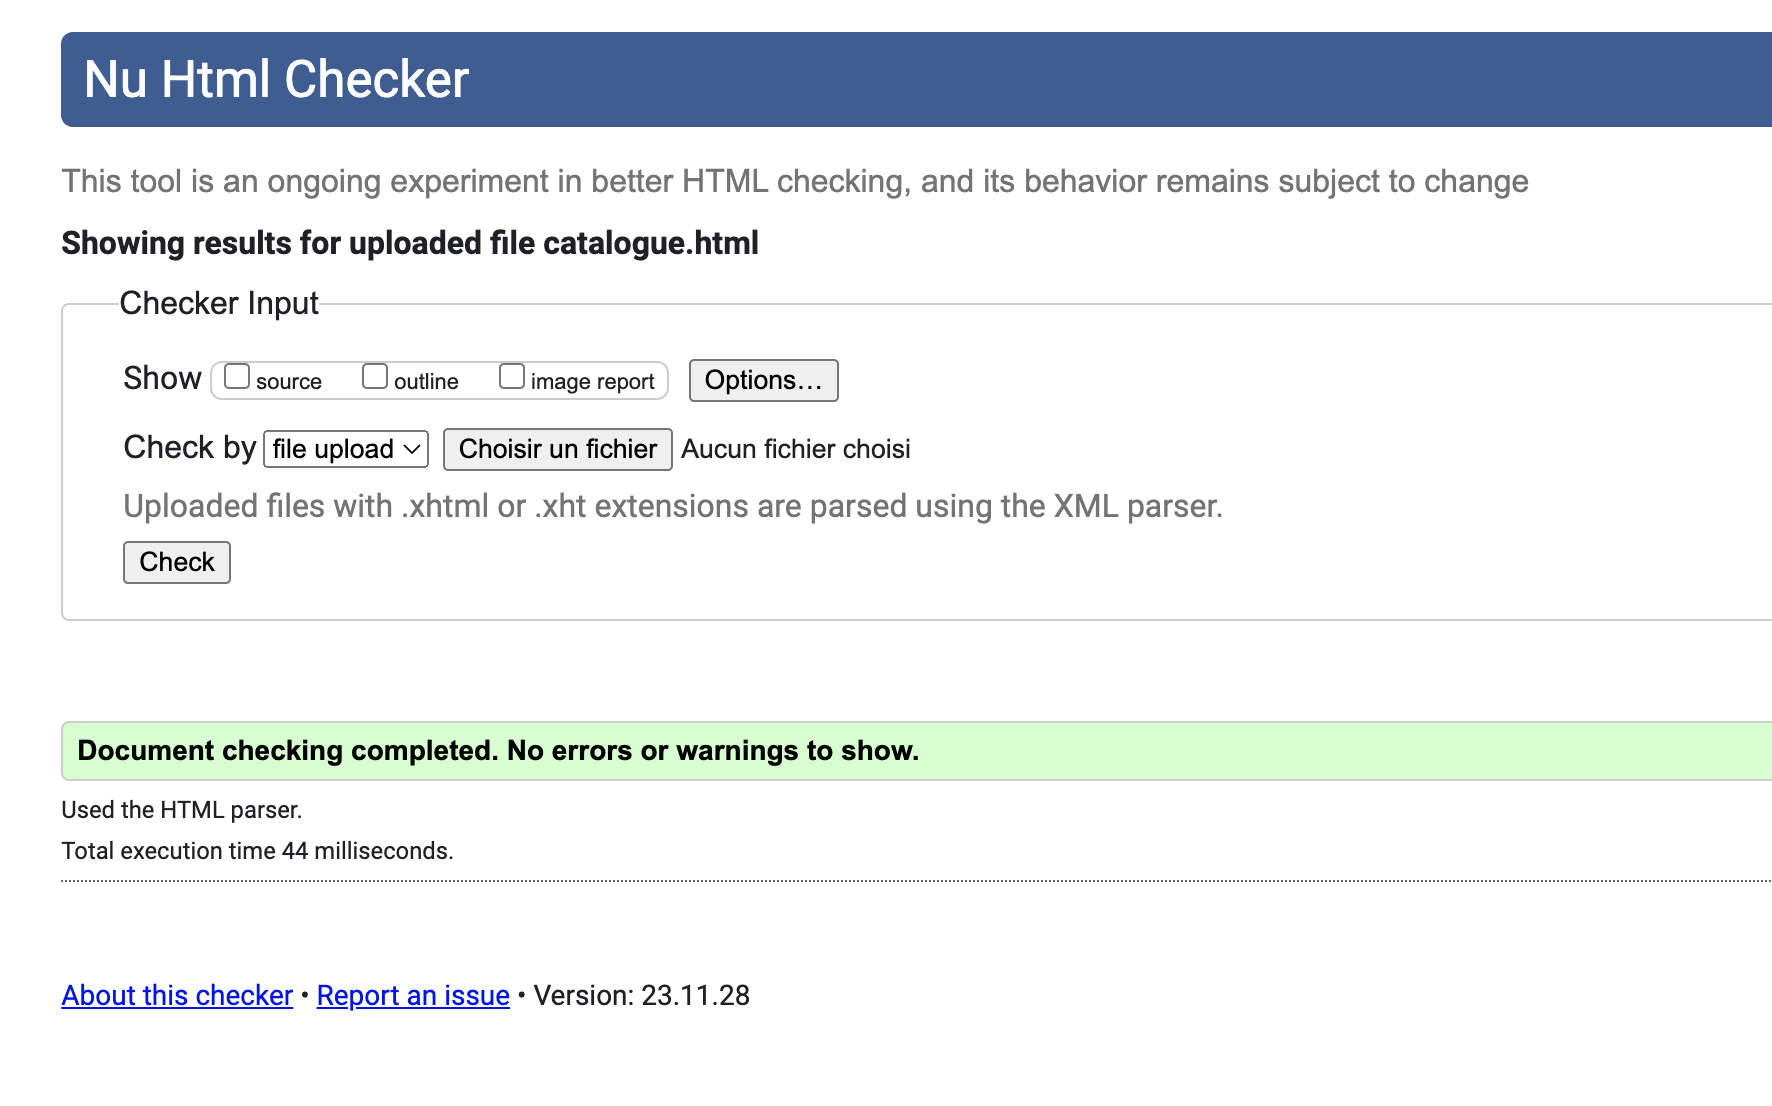 Nu Html Checker
This tool is an ongoing experiment in better HTML checking, and its behavior remains subject to change
Showing results for uploaded file catalogue.html
Checker Input
Show source outline image report Options…
Check by file upload Choisir un fichier Aucun fichier choisi
Uploaded files with .xhtml or .xht extensions are parsed using the XML parser.
Check
Document checking completed. No errors or warnings to show.
Used the HTML parser.
Total execution time 44 milliseconds.
About this checker • Report an issue • Version: 23.11.28